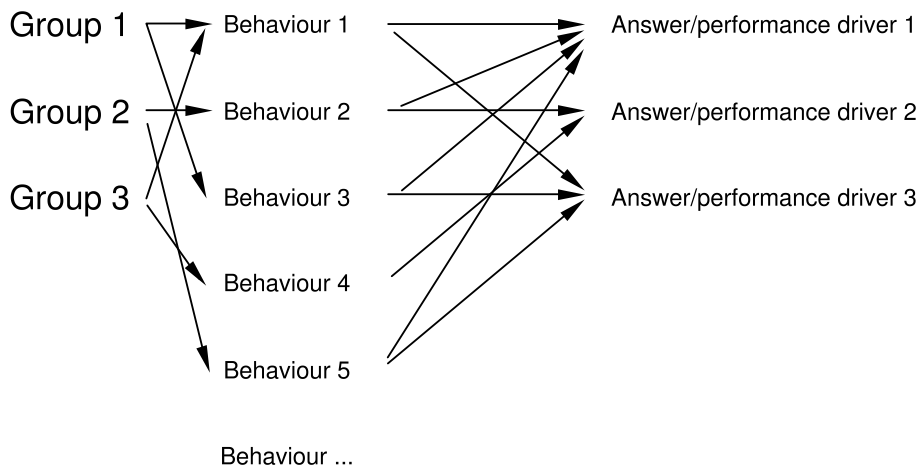 Group 1
Behaviour 1
Answer/performance driver 1
Group 2
Behaviour 2
Answer/performance driver 2
Group 3
Behaviour 3
Answer/performance driver 3
Behaviour 4
Behaviour 5
Behaviour ...